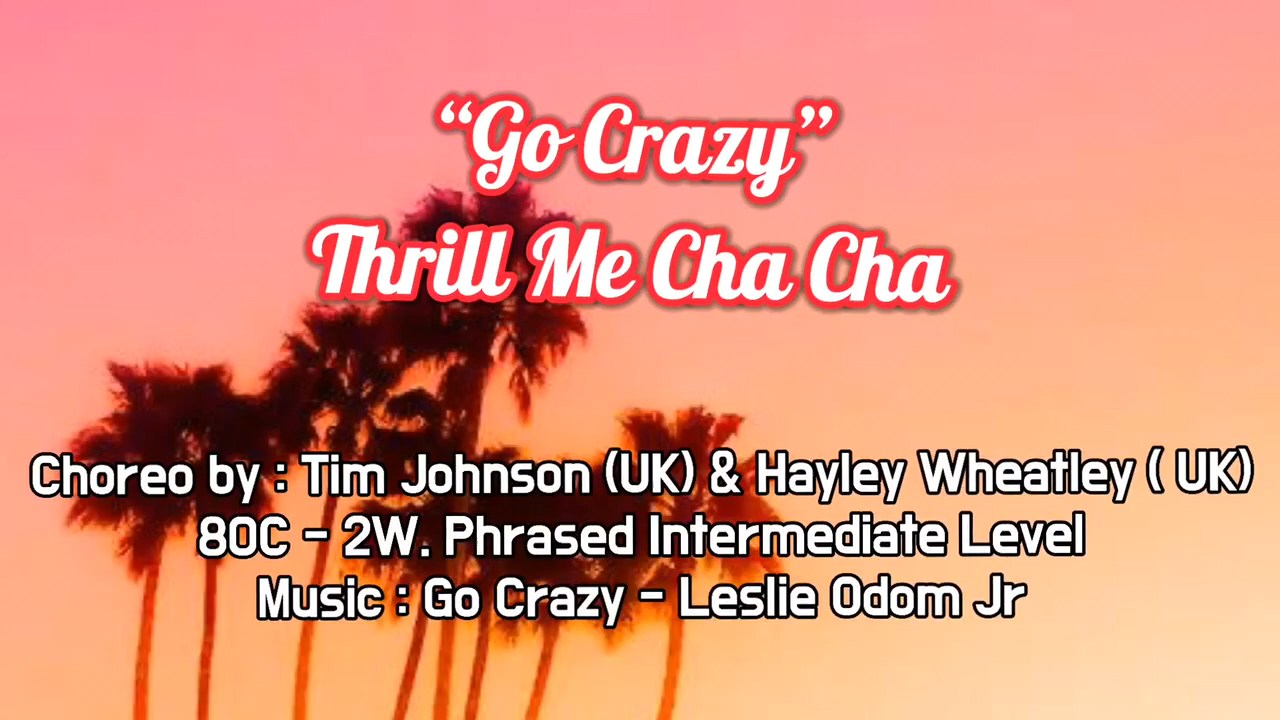 “Go Crazy”
Thrill Me Cha Cha
Choreo by : Tim Johnson (UK) & Hayley Wheatley ( UK)
80C - 2W. Phrased Intermediate Level
Music : Go Crazy - Leslie Odom Jr